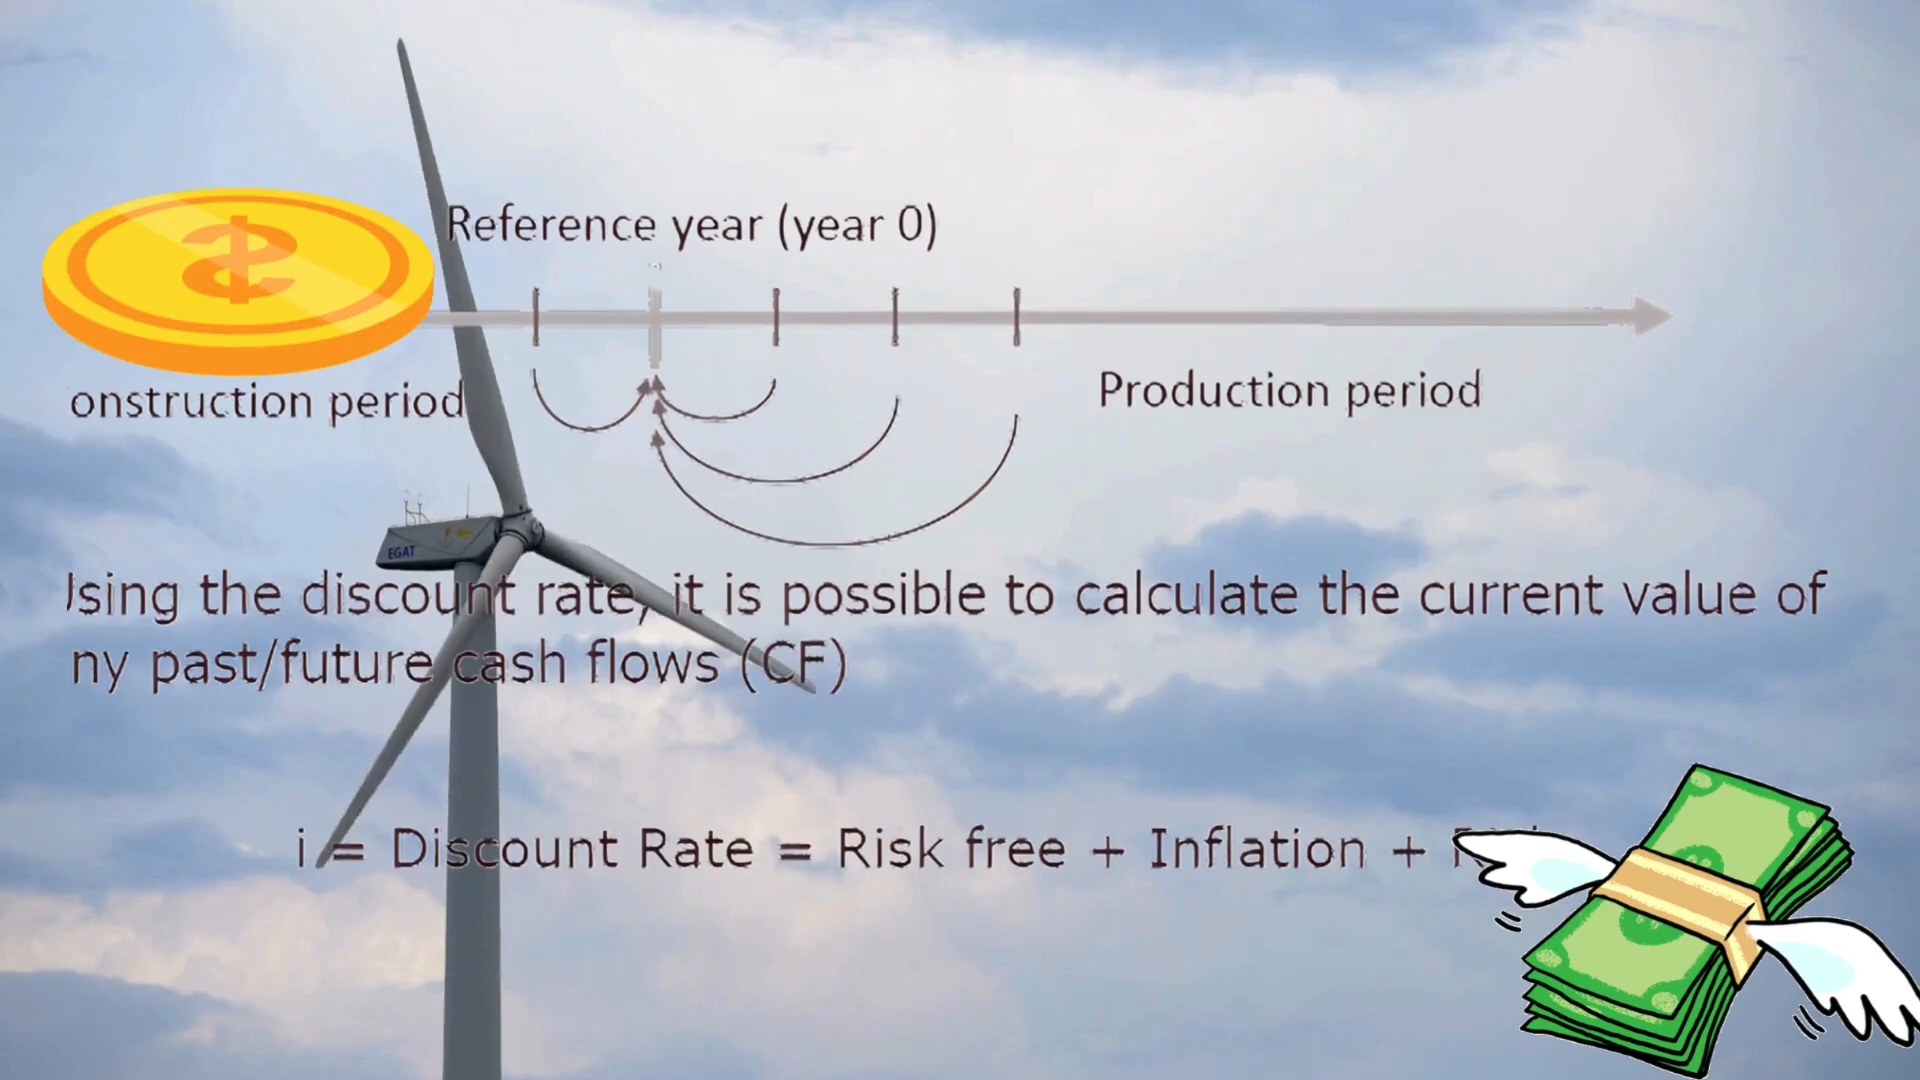 Reference year (year 0)
onstruction period
Production period
EGAT
sing the discount rate, it is possible to calculate the current value of
ny past/future cash flows (CF)
i = Discount Rate = Risk free + Inflation +